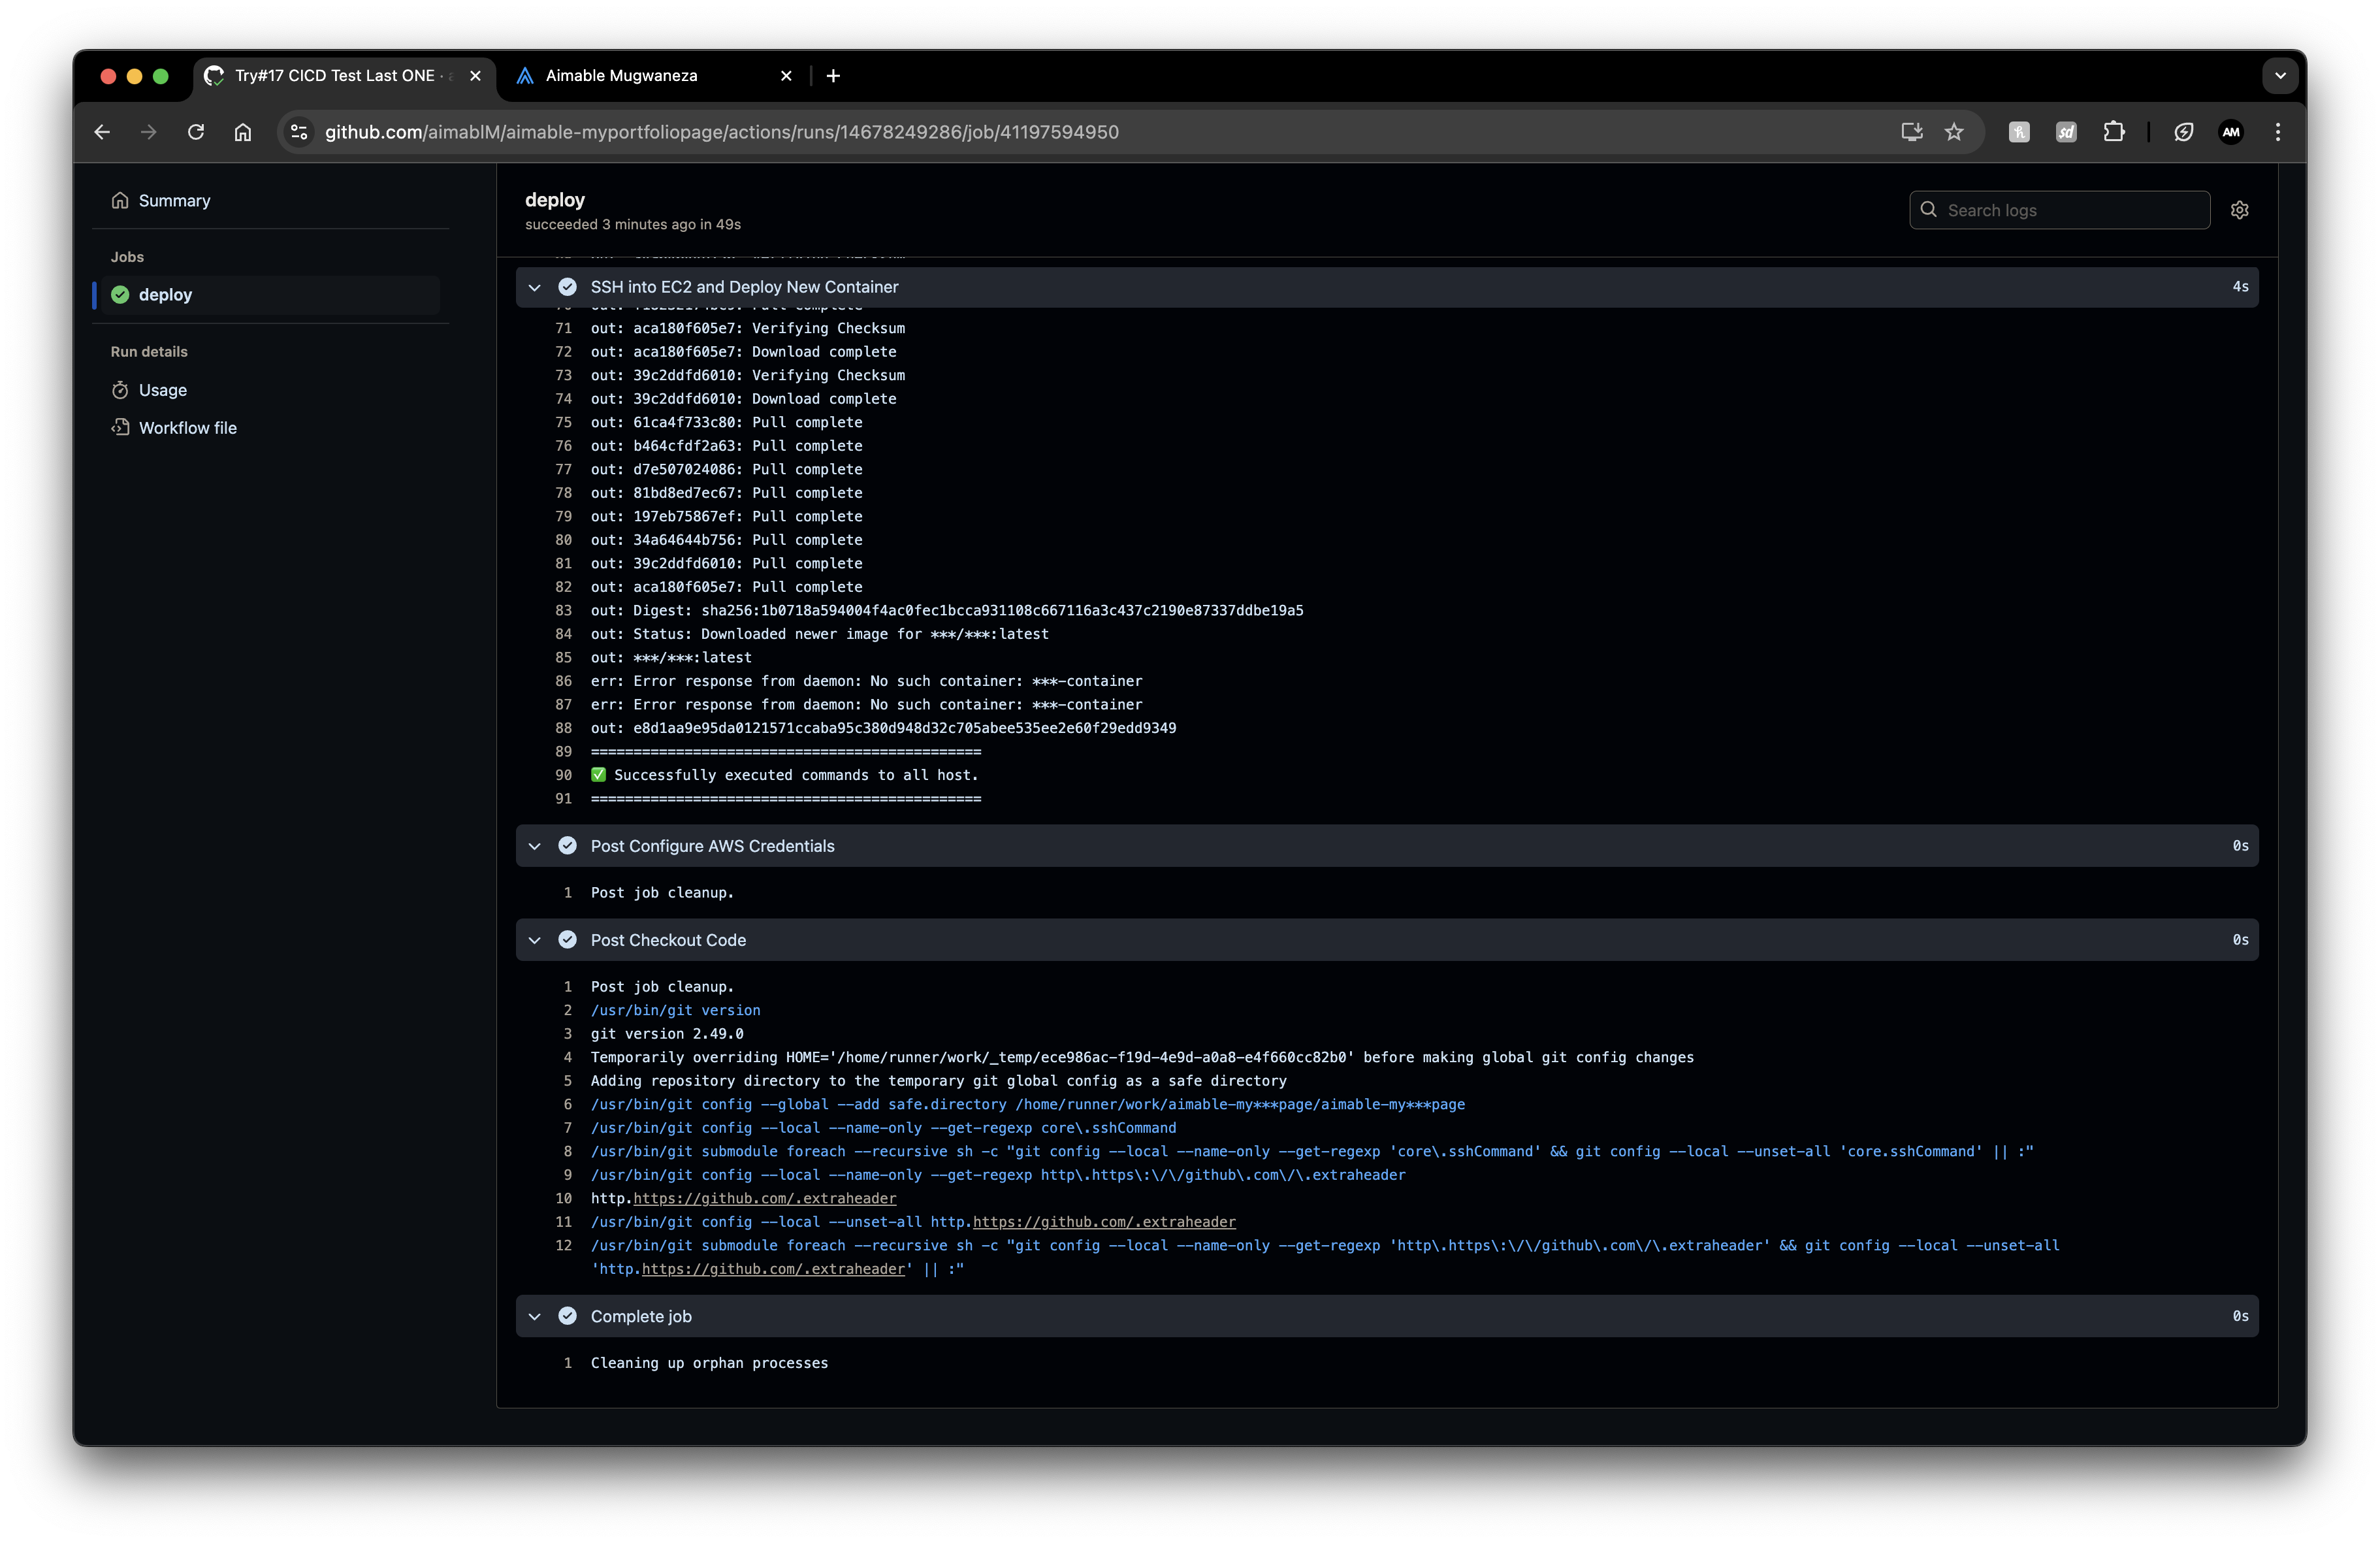 Try#17 CICD Test Last ONE ·
Aimable Mugwaneza
github.com/aimablM/aimable-myportfoliopage/actions/runs/14678249286/job/41197594950
AM
Summary
Jobs
deploy
Run details
Usage
Workflow file
deploy
succeeded 3 minutes ago in 49s
Search logs
SSH into EC2 and Deploy New Container 4s
71 out: aca180f605e7: Verifying Checksum
72 out: aca180f605e7: Download complete
73 out: 39c2ddfd6010: Verifying Checksum
74 out: 39c2ddfd6010: Download complete
75 out: 61ca4f733c80: Pull complete
76 out: b464cfdf2a63: Pull complete
77 out: d7e507024086: Pull complete
78 out: 81bd8ed7ec67: Pull complete
79 out: 197eb75867ef: Pull complete
80 out: 34a64644b756: Pull complete
81 out: 39c2ddfd6010: Pull complete
82 out: aca180f605e7: Pull complete
83 out: Digest: sha256:1b0718a594004f4ac0fec1bcca931108c667116a3c437c2190e87337ddbe19a5
84 out: Status: Downloaded newer image for ***/***:latest
85 out: ***/***:latest
86 err: Error response from daemon: No such container: ***-container
87 err: Error response from daemon: No such container: ***-container
88 out: e8d1aa9e95da0121571ccaba95c380d948d32c705abee535ee2e60f29edd9349
89 ==============================================
90 ✅ Successfully executed commands to all host.
91 ==============================================
Post Configure AWS Credentials 0s
1 Post job cleanup.
Post Checkout Code 0s
1 Post job cleanup.
2 /usr/bin/git version
3 git version 2.49.0
4 Temporarily overriding HOME='/home/runner/work/_temp/ece986ac-f19d-4e9d-a0a8-e4f660cc82b0' before making global git config changes
5 Adding repository directory to the temporary git global config as a safe directory
6 /usr/bin/git config --global --add safe.directory /home/runner/work/aimable-my***page/aimable-my***page
7 /usr/bin/git config --local --name-only --get-regexp core\.sshCommand
8 /usr/bin/git submodule foreach --recursive sh -c "git config --local --name-only --get-regexp 'core\.sshCommand' && git config --local --unset-all 'core.sshCommand' || :"
9 /usr/bin/git config --local --name-only --get-regexp http\.https\:\/\/github\.com\/\.extraheader
10 http.https://github.com/.extraheader
11 /usr/bin/git config --local --unset-all http.https://github.com/.extraheader
12 /usr/bin/git submodule foreach --recursive sh -c "git config --local --name-only --get-regexp 'http\.https\:\/\/github\.com\/\.extraheader' && git config --local --unset-all
'http.https://github.com/.extraheader' || :"
Complete job 0s
1 Cleaning up orphan processes